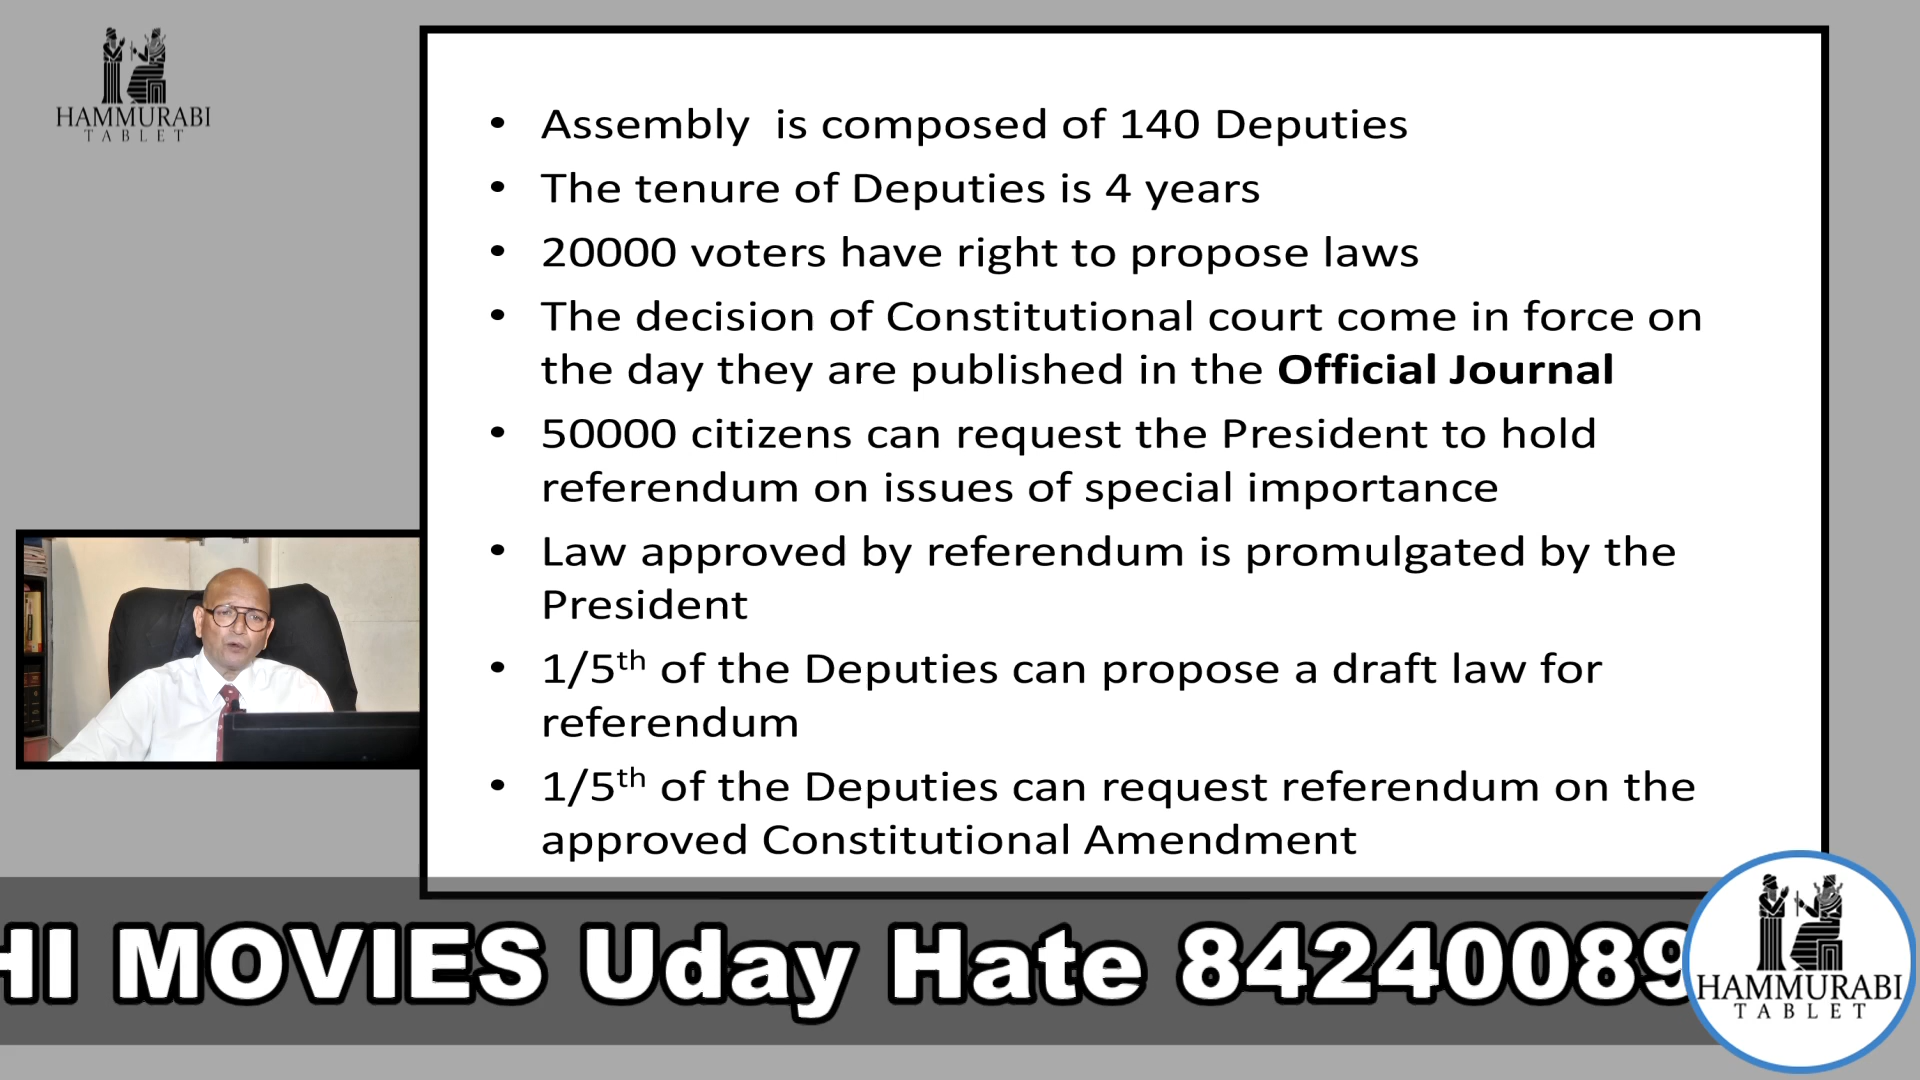 HAMMURABI
TABLET
• Assembly is composed of 140 Deputies
• The tenure of Deputies is 4 years
• 20000 voters have right to propose laws
• The decision of Constitutional court come in force on
the day they are published in the Official Journal
• 50000 citizens can request the President to hold
referendum on issues of special importance
• Law approved by referendum is promulgated by the
President
• 1/5th of the Deputies can propose a draft law for
referendum
• 1/5th of the Deputies can request referendum on the
approved Constitutional Amendment
HI MOVIES Uday Hate 84240089
HAMMURABI
TABLET